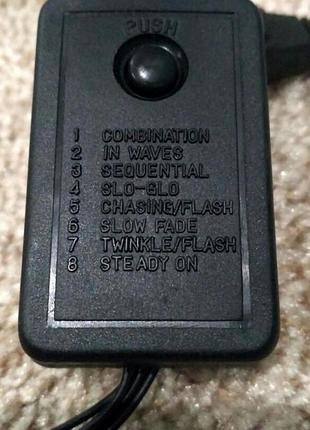 PUSH
1 COMBINATION
2 IN WAVES
3 SEQUENTIAL
4 SLO-GLO
5 CHASING/FLASH
6 SLOW FADE
7 TWINKLE/FLASH
8 STEADY ON